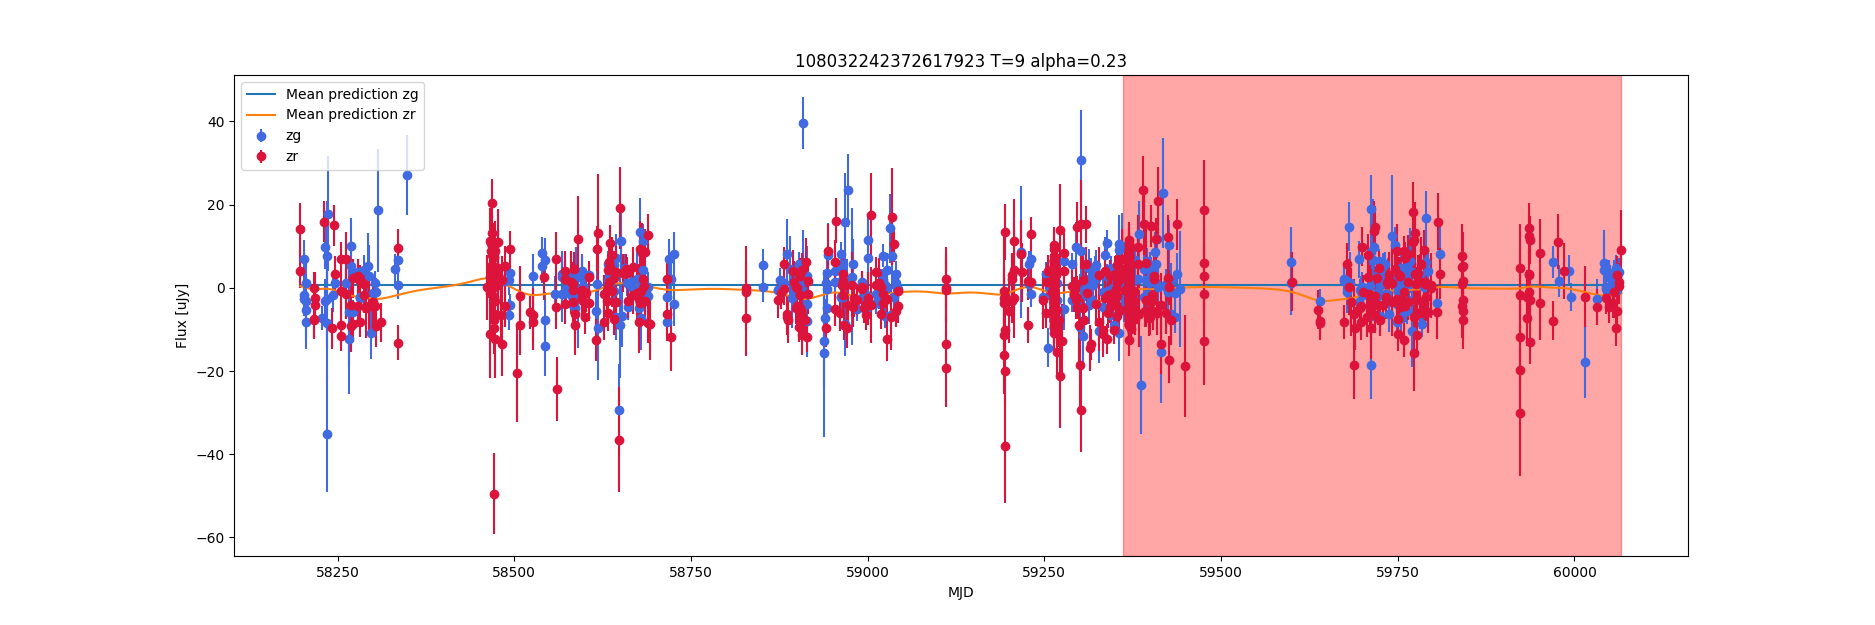 108032242372617923 T=9 alpha=0.23
Mean prediction zg
Mean prediction zr
zg
zr
Flux [uJy]
40
20
0
−20
−40
−60
58250 58500 58750 59000 59250 59500 59750 60000
MJD